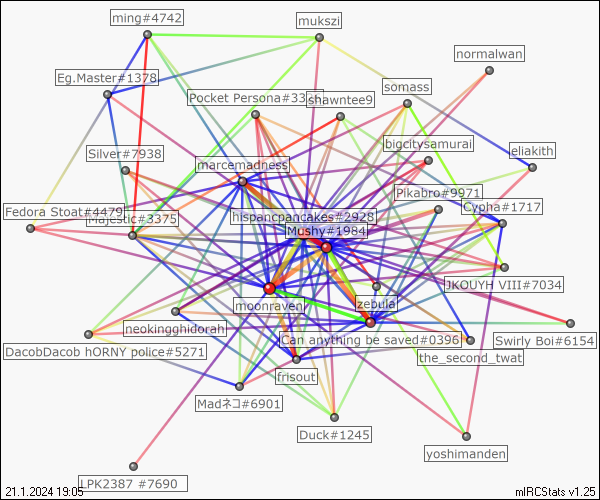 ming#4742
mukszi
normalwan
Eg.Master#1378
somass
Pocket Persona#33
shawntee9
bigcitysamurai
Silver#7938
eliakith
marcemadness
Pikabro#9971
Fedora Stoat#4479
Majestic#3375
hispancpancakes#2928
Cypha#1717
Mushy#1984
JKOUYH VIII#7034
moonraven
zebula
neokingghidorah
Can anything be saved#0396
Swirly Boi#6154
DacobDacob hORNY police#5271
the_second_twat
frisout
Madネコ#6901
Duck#1245
yoshimanden
LPK2387 #7690
21.1.2024 19:05
mIRCStats v1.25